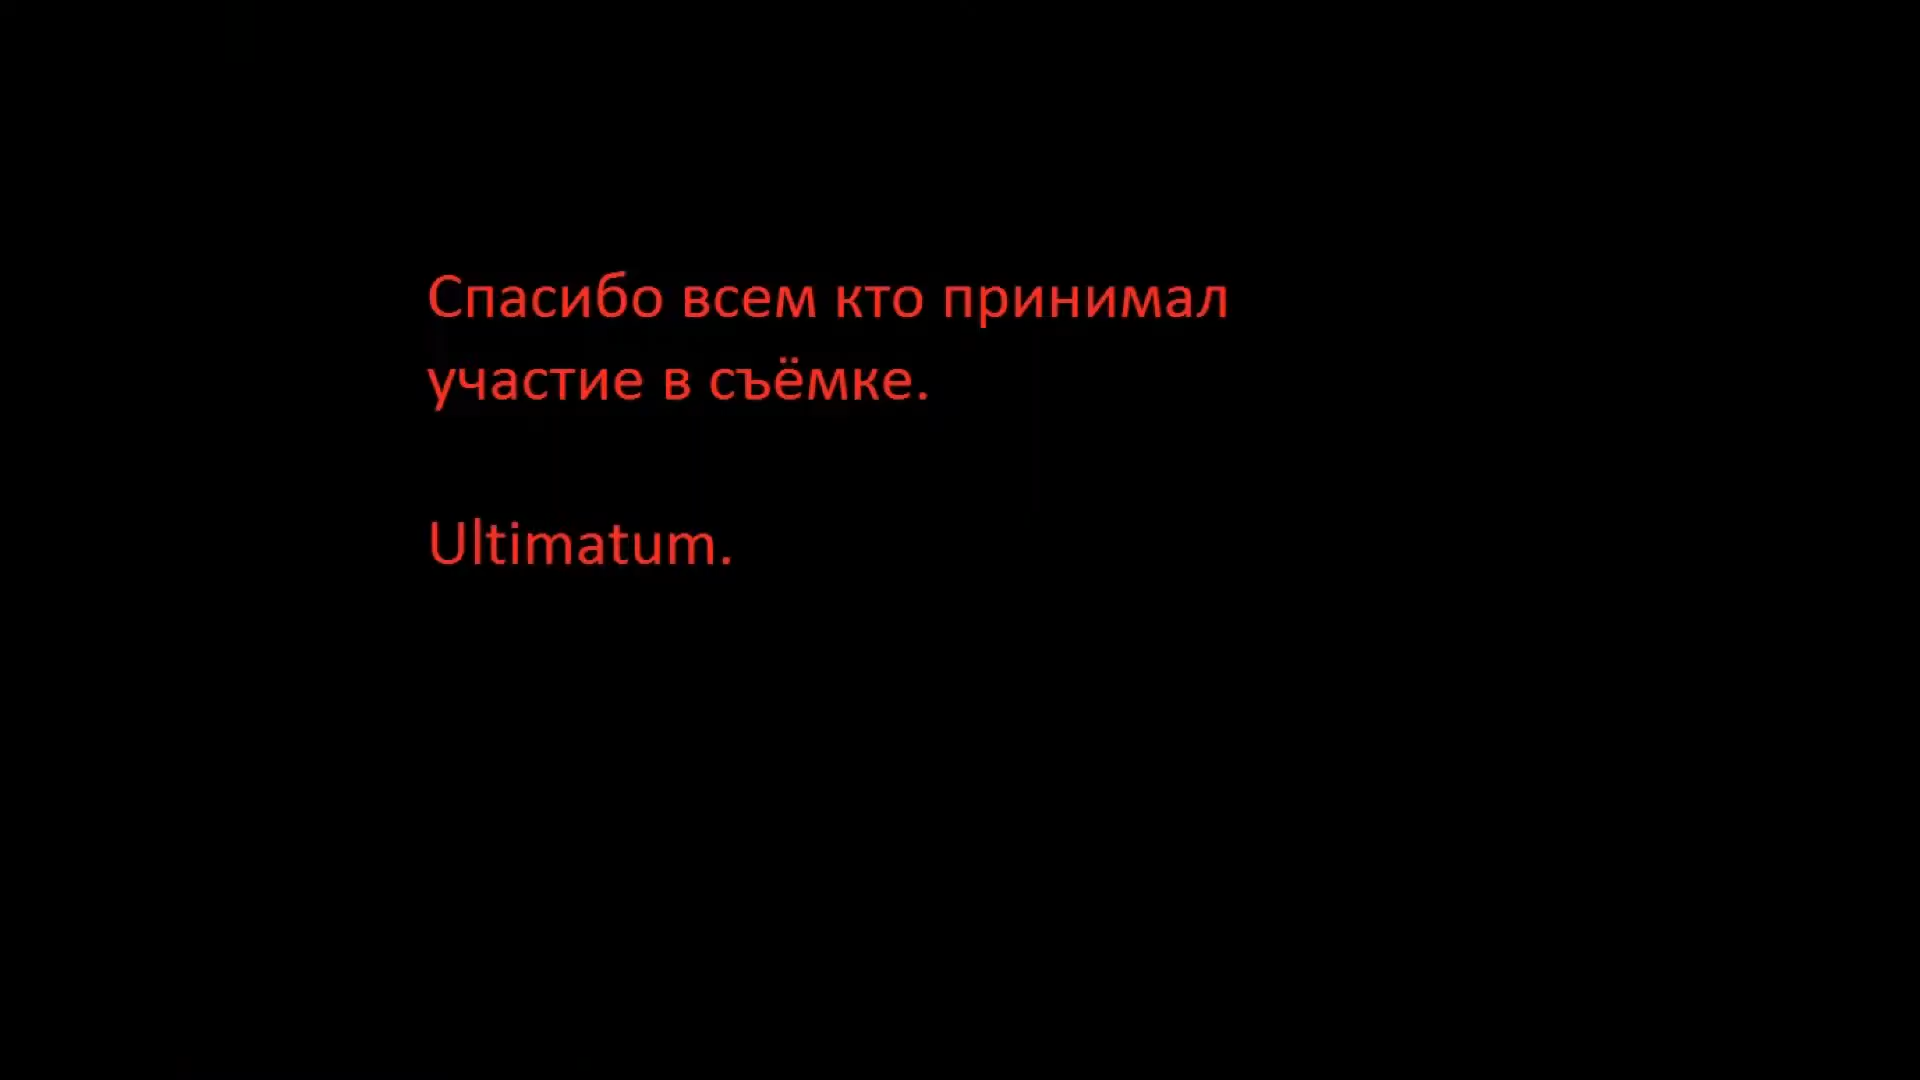 Спасибо всем кто принимал
участие в съёмке.
Ultimatum.